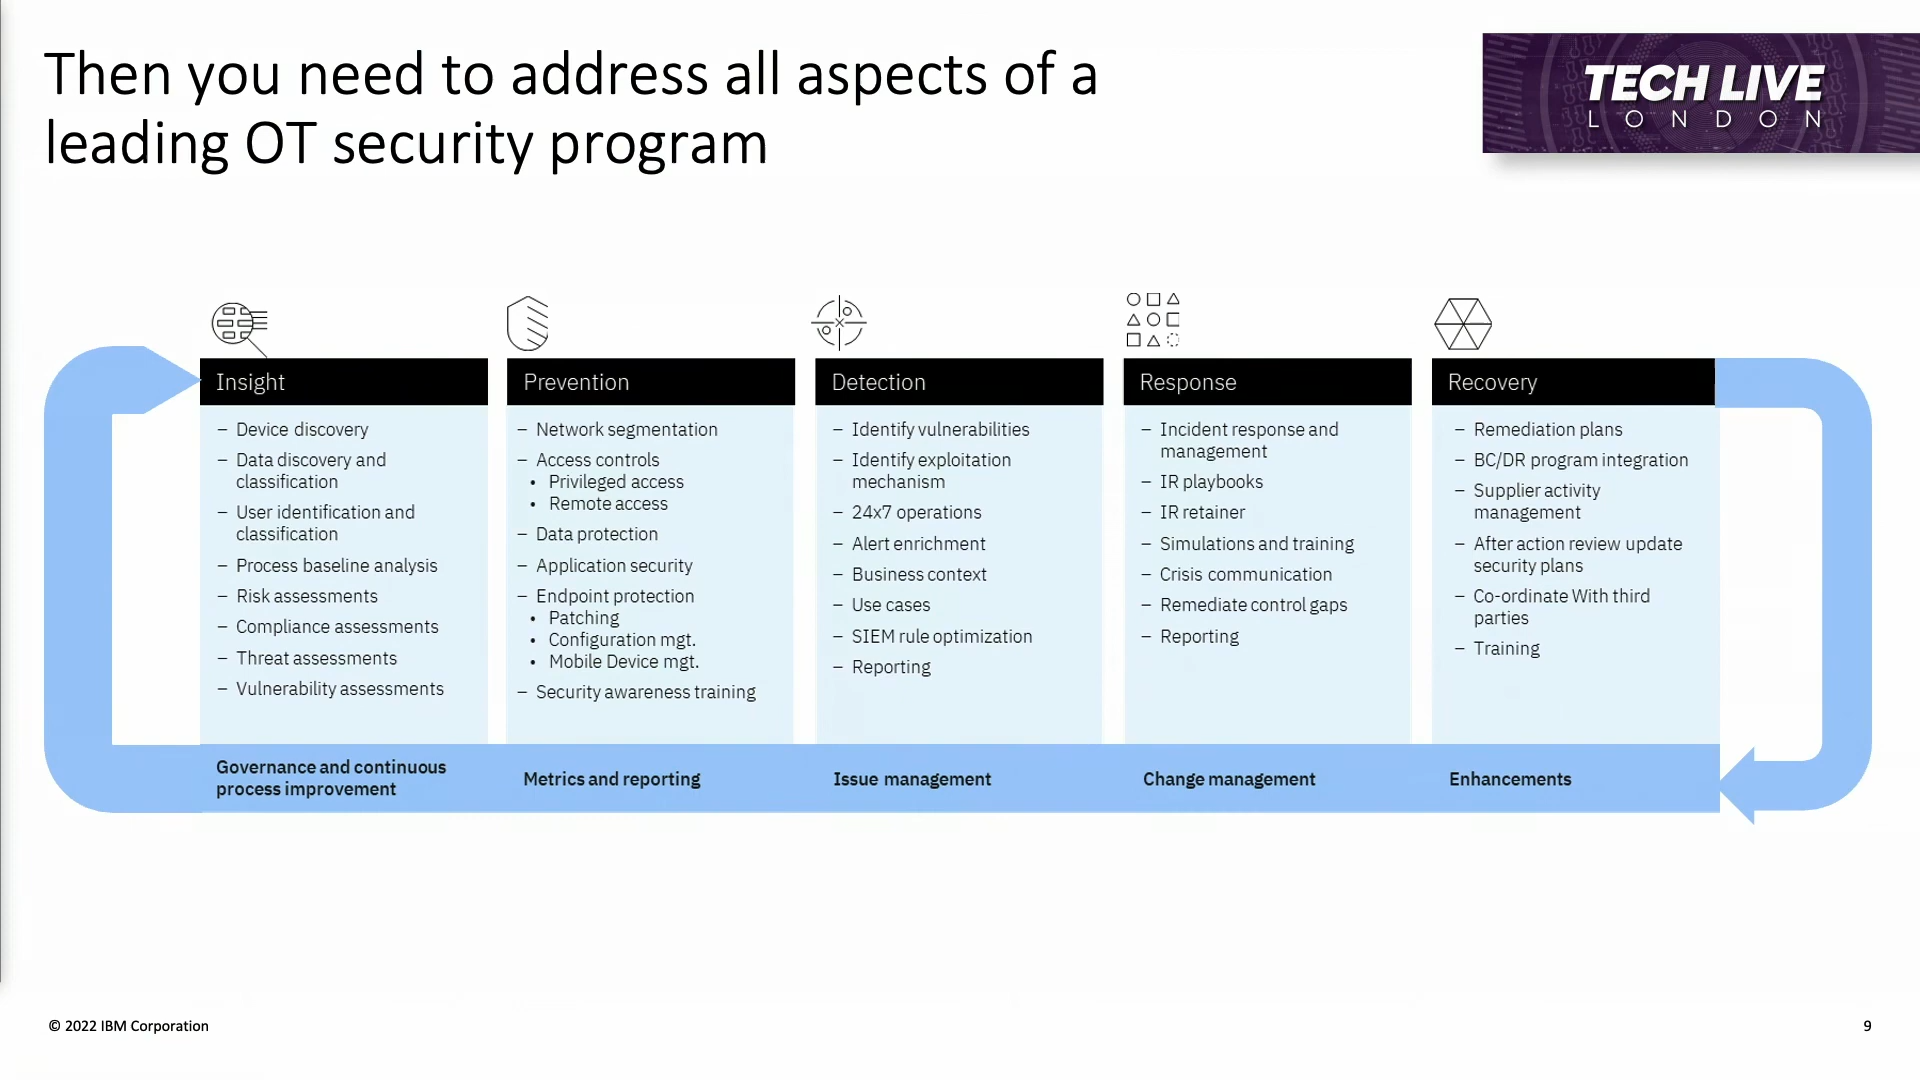 Then you need to address all aspects of a
leading OT security program
TECH LIVE
LONDON
Insight
– Device discovery
– Data discovery and
classification
– User identification and
classification
– Process baseline analysis
– Risk assessments
– Compliance assessments
– Threat assessments
– Vulnerability assessments
Prevention
– Network segmentation
– Access controls
• Privileged access
• Remote access
– Data protection
– Application security
– Endpoint protection
• Patching
• Configuration mgt.
• Mobile Device mgt.
– Security awareness training
Detection
– Identify vulnerabilities
– Identify exploitation
mechanism
– 24x7 operations
– Alert enrichment
– Business context
– Use cases
– SIEM rule optimization
– Reporting
Response
– Incident response and
management
– IR playbooks
– IR retainer
– Simulations and training
– Crisis communication
– Remediate control gaps
– Reporting
Recovery
– Remediation plans
– BC/DR program integration
– Supplier activity
management
– After action review update
security plans
– Co-ordinate With third
parties
– Training
Governance and continuous
process improvement
Metrics and reporting
Issue management
Change management
Enhancements
© 2022 IBM Corporation
9